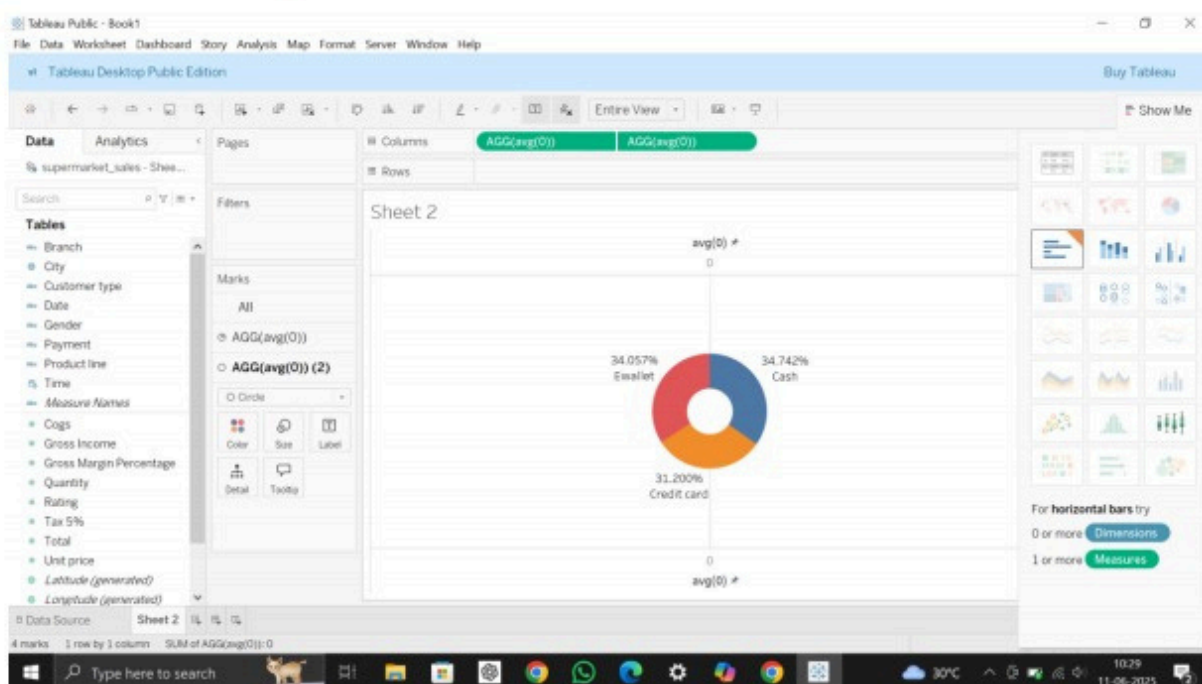 Tableau Public - Book1
File Data Worksheet Dashboard Story Analysis Map Format Server Window Help
Tableau Desktop Public Edition Buy Tableau
Entire View Show Me
Data Analytics Pages Columns AGG(avg(0)) AGG(avg(0))
supermarket_sales - Shee... Rows
Search Filters
Sheet 2
Tables
Branch
City
Customer type
Date
Gender
Payment
Product line
Time
Measure Names
Cogs
Gross Income
Gross Margin Percentage
Quantity
Rating
Tax 5%
Total
Unit price
Latitude (generated)
Longitude (generated)
Marks
All
AGG(avg(0))
AGG(avg(0)) (2)
Circle
Color Size Label
Detail Tooltip
avg(0)
0
34.057%
Ewallet
34.742%
Cash
31.200%
Credit card
0
avg(0)
For horizontal bars try
0 or more Dimensions
1 or more Measures
Data Source Sheet 2
4 marks 1 row by 1 column SUM of AGG(avg(0)): 0
Type here to search 30°C 10:29
11-06-2025